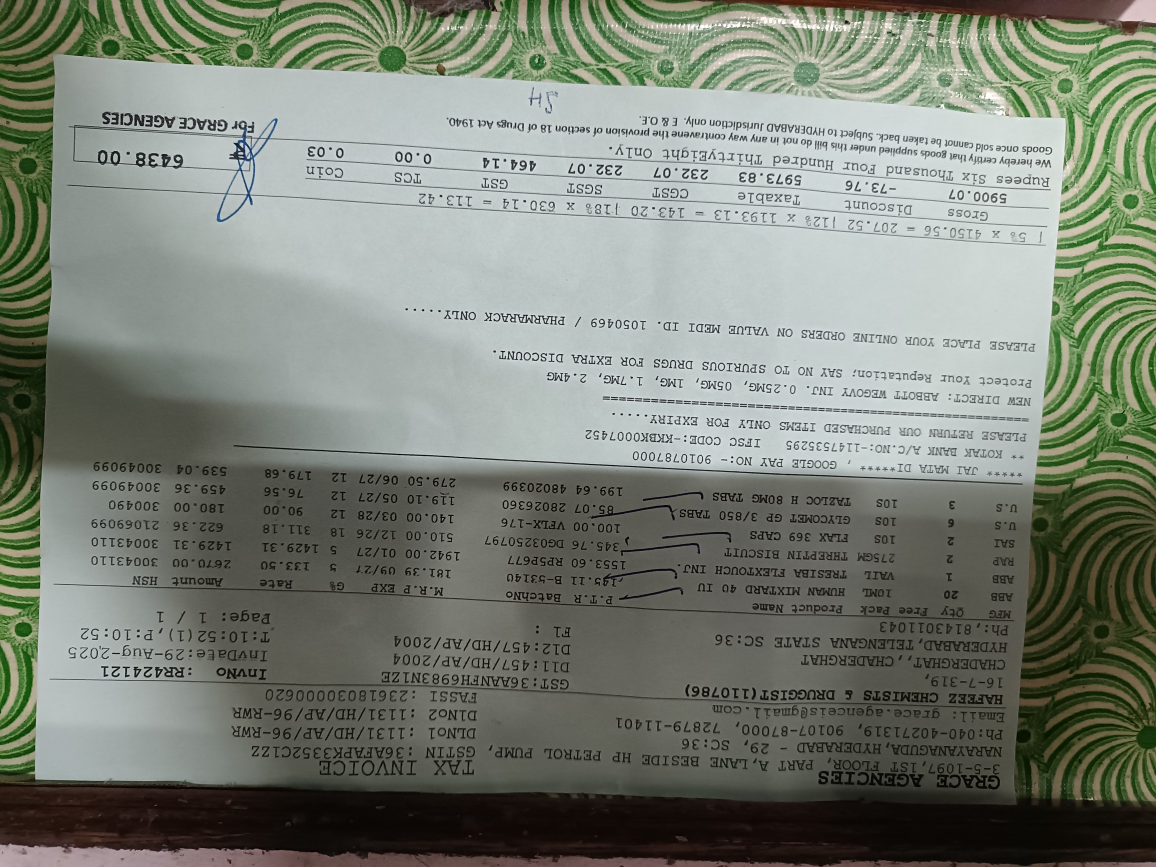 GRACE AGENCIES
TAX INVOICE
3-5-1097,1ST FLOOR, PART A,LANE BESIDE HP PETROL PUMP, GSTIN :36AFAPK3352C1ZZ
NARAYANAGUDA,HYDERABAD - 29, SC:36 DLNO1 :1131/HD/AP/96-RWR
Ph:040-40271319, 90107-87000, 72879-11401 DLNO2 :1131/HD/AP/96-RWR
Email: grace.agenceis@gmail.com FASSI :23618030000620
HAFEEZ CHEMISTS & DRUGGIST(110786) GST:36AANFH6983N1ZE InvNo :RR424121
16-7-319, D11:457/HD/AP/2004 InvDate:29-Aug-2025
CHADERGHAT,,CHADERGHAT D12:457/HD/AP/2004 T:10:52(1),P:10:52
HYDERABAD,TELENGANA STATE SC:36 F1 : Page: 1 / 1
Ph:,8143011043
MFG Qty Free Pack Product Name P.T.R BatchNo M.R.P EXP G% Rate Amount HSN
ABB 20 10ML HUMAN MIXTARD 40 IU 145.11 B-53140 181.39 09/27 5 133.50 2670.00 30043110
ABB 1 VAIL TRESIBA FLEXTOUCH INJ. 1553.60 RP5F677 1942.00 01/27 5 1429.31 1429.31 30043110
RAP 2 275GM THREPTIN BISCUIT 345.76 DG03250797 510.00 12/26 18 311.18 622.36 21069099
SAI 2 10S FLAX 369 CAPS 100.00 VFLX-176 140.00 03/28 12 90.00 180.00 300490
U.S 6 10S GLYCOMET GP 3/850 TABS 85.07 28026360 119.10 05/27 12 76.56 459.36 30049099
U.S 3 10S TAZLOC H 80MG TABS 199.64 48020399 279.50 06/27 12 179.68 539.04 30049099
***** JAI MATA DI***** , GOOGLE PAY NO:- 9010787000
** KOTAK BANK A/C.NO:-1147535295 IFSC CODE:-KKBK0007452
PLEASE RETURN OUR PURCHASED ITEMS ONLY FOR EXPIRY.....
NEW DIRECT: ABBOTT WEGOVY INJ. 0.25MG, 05MG, 1MG, 1.7MG, 2.4MG
Protect Your Reputation; SAY NO TO SPURIOUS DRUGS FOR EXTRA DISCOUNT.
PLEASE PLACE YOUR ONLINE ORDERS ON VALUE MEDI ID. 1050469 / PHARMARACK ONLY.....
| 5% x 4150.56 = 207.52 |12% x 1193.13 = 143.20 |18% x 630.14 = 113.42
Gross Discount Taxable CGST SGST GST TCS Coin
5900.07 -73.76 5973.83 232.07 232.07 464.14 0.00 0.03 6438.00
Rupees Six Thousand Four Hundred ThirtyEight Only.
We hereby certify that goods supplied under this bill do not in any way contravene the provision of section 18 of Drugs Act 1940.
Goods once sold cannot be taken back. Subject to HYDERABAD Jurisdiction only. E & O.E.
For GRACE AGENCIES